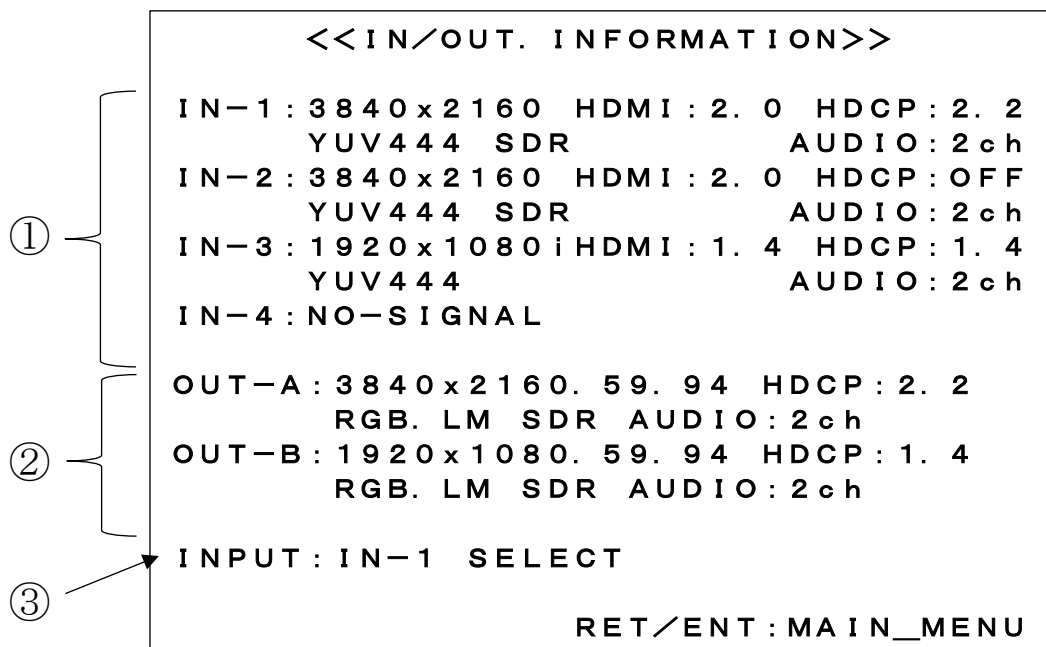 <<IN/OUT. INFORMATION>>
①
IN-1:3840x2160 HDMI:2. 0 HDCP:2. 2
YUV444 SDR AUDIO:2ch
IN-2:3840x2160 HDMI:2. 0 HDCP:OFF
YUV444 SDR AUDIO:2ch
IN-3:1920x1080iHDMI:1. 4 HDCP:1. 4
YUV444 AUDIO:2ch
IN-4:NO-SIGNAL
②
OUT-A:3840x2160. 59. 94 HDCP:2. 2
RGB. LM SDR AUDIO:2ch
OUT-B:1920x1080. 59. 94 HDCP:1. 4
RGB. LM SDR AUDIO:2ch
③
INPUT:IN-1 SELECT
RET/ENT:MAIN_MENU